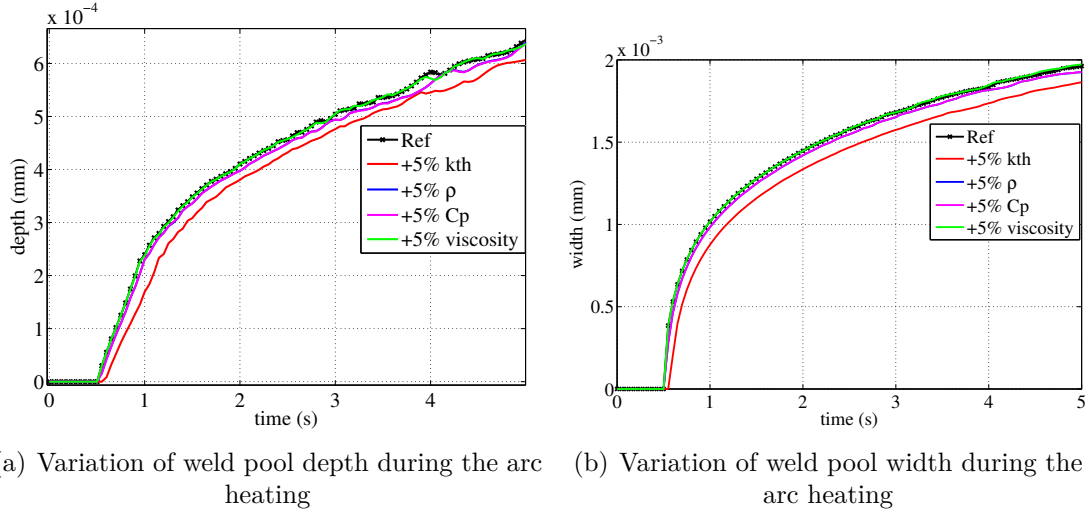 x 10⁻⁴
6
5
4
3
2
1
0
depth (mm)
0 1 2 3 4
time (s)
Ref
+5% kth
+5% ρ
+5% Cp
+5% viscosity
x 10⁻³
2
1.5
1
0.5
0
width (mm)
0 1 2 3 4 5
time (s)
Ref
+5% kth
+5% ρ
+5% Cp
+5% viscosity
a) Variation of weld pool depth during the arc
heating
(b) Variation of weld pool width during the
arc heating